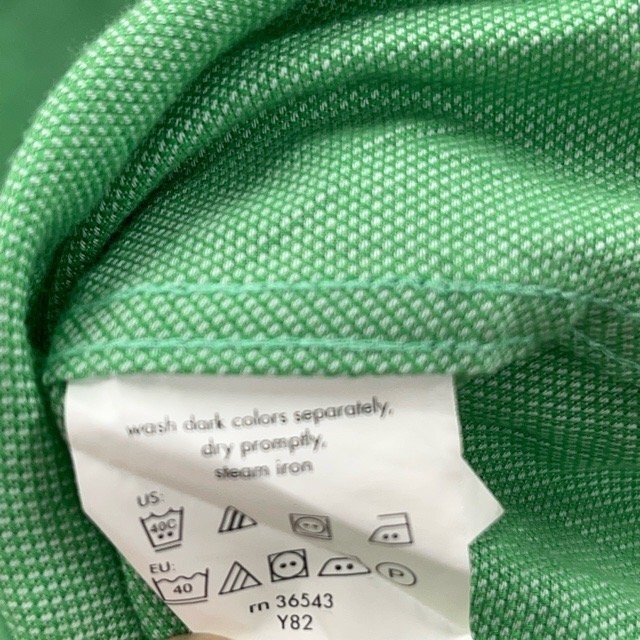 wash dark colors separately,
dry promptly,
steam iron
US:
40C
EU:
40
P
rn 36543
Y82